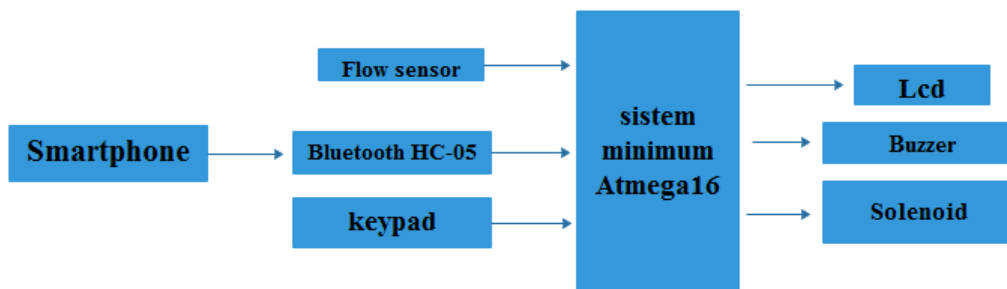 Flow sensor
Smartphone
Bluetooth HC-05
keypad
sistem
minimum
Atmega16
Lcd
Buzzer
Solenoid